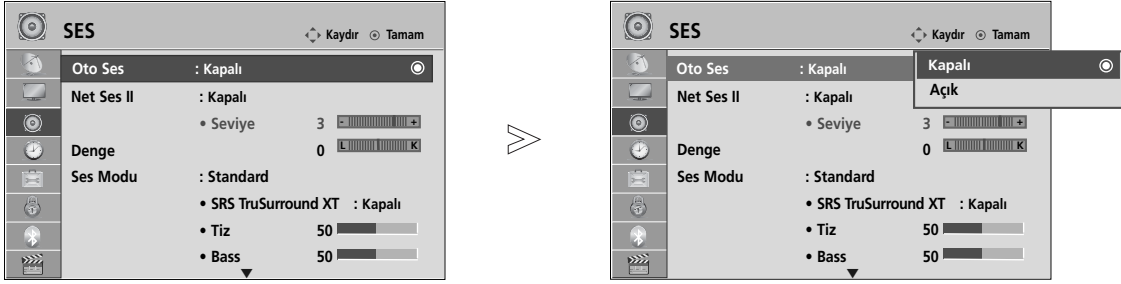 SES Kaydır Tamam
Oto Ses : Kapalı
Net Ses II : Kapalı
• Seviye 3 - +
Denge 0 L K
Ses Modu : Standard
• SRS TruSurround XT : Kapalı
• Tiz 50
• Bass 50
SES Kaydır Tamam
Oto Ses : Kapalı
Kapalı
Açık
Net Ses II : Kapalı
• Seviye 3 - +
Denge 0 L K
Ses Modu : Standard
• SRS TruSurround XT : Kapalı
• Tiz 50
• Bass 50